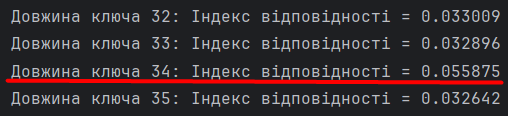 Довжина ключа 32: Індекс відповідності = 0.033009
Довжина ключа 33: Індекс відповідності = 0.032896
Довжина ключа 34: Індекс відповідності = 0.055875
Довжина ключа 35: Індекс відповідності = 0.032642